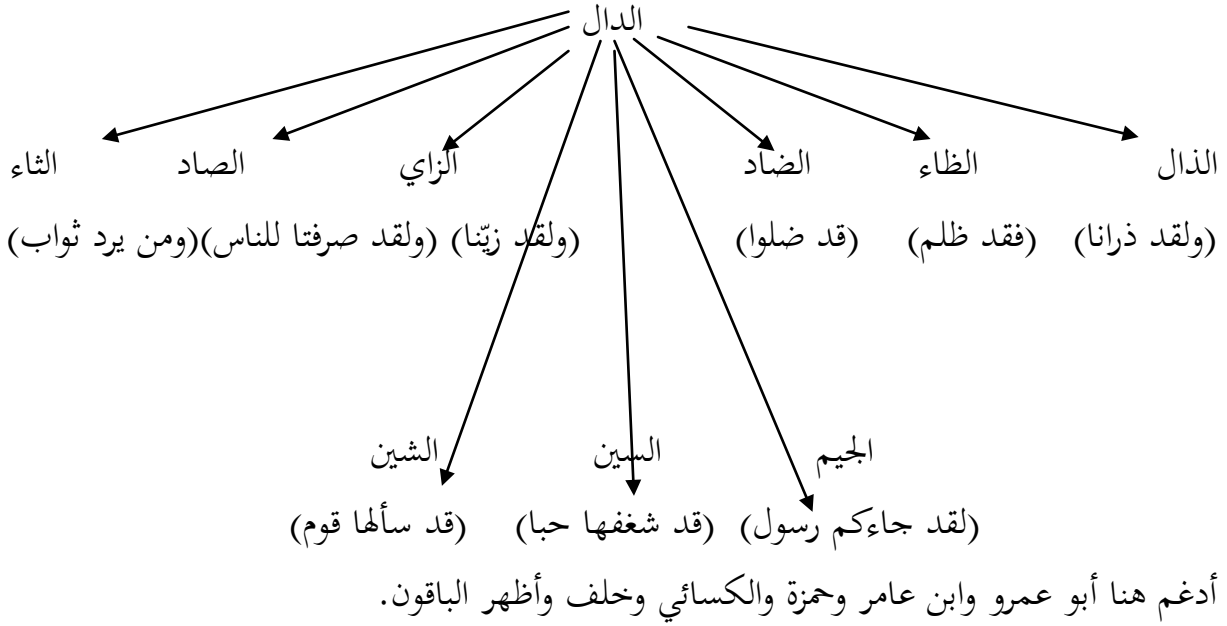 الدال
الذال الظاء الضاد الزاي الصاد الثاء
(ولقد ذرانا) (فقد ظلم) (قد ضلوا) (ولقد زيّنا) (ولقد صرفتا للناس)(ومن يرد ثواب)
الجيم السين الشين
(لقد جاءكم رسول) (قد شغفها حبا) (قد سألها قوم)
أدغم هنا أبو عمرو وابن عامر وحمزة والكسائي وخلف وأظهر الباقون.